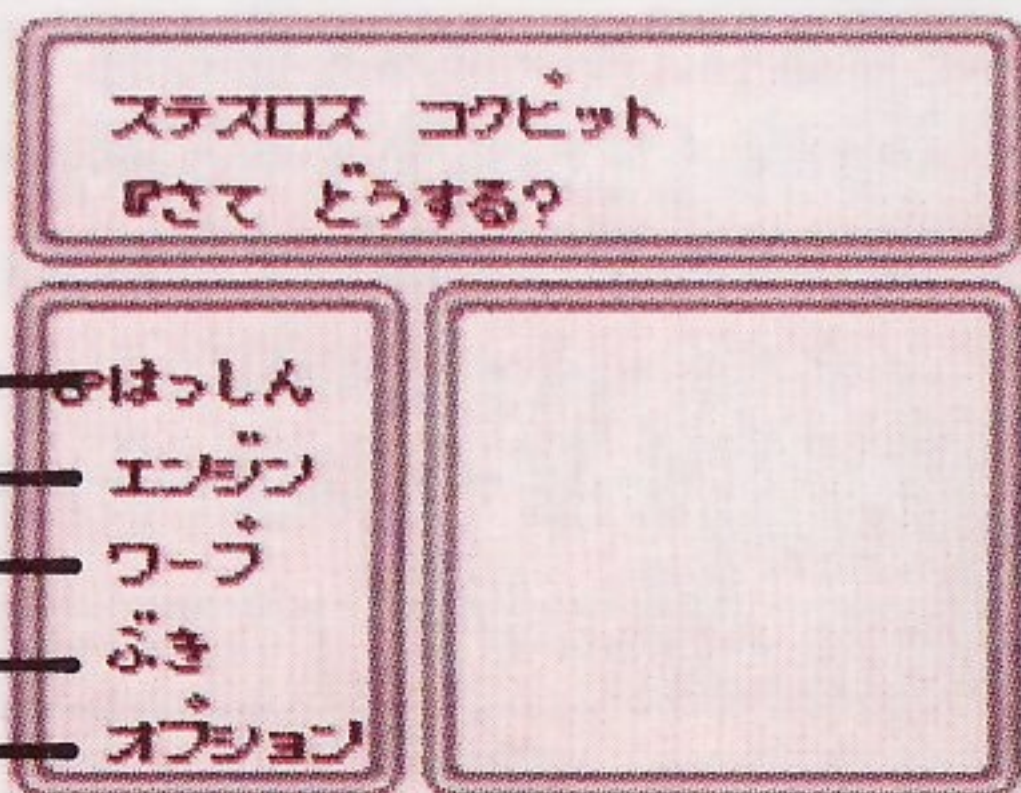 ステスロス コクピット
『さて どうする?
はっしん
エンジン
ワープ
ぶき
オプション